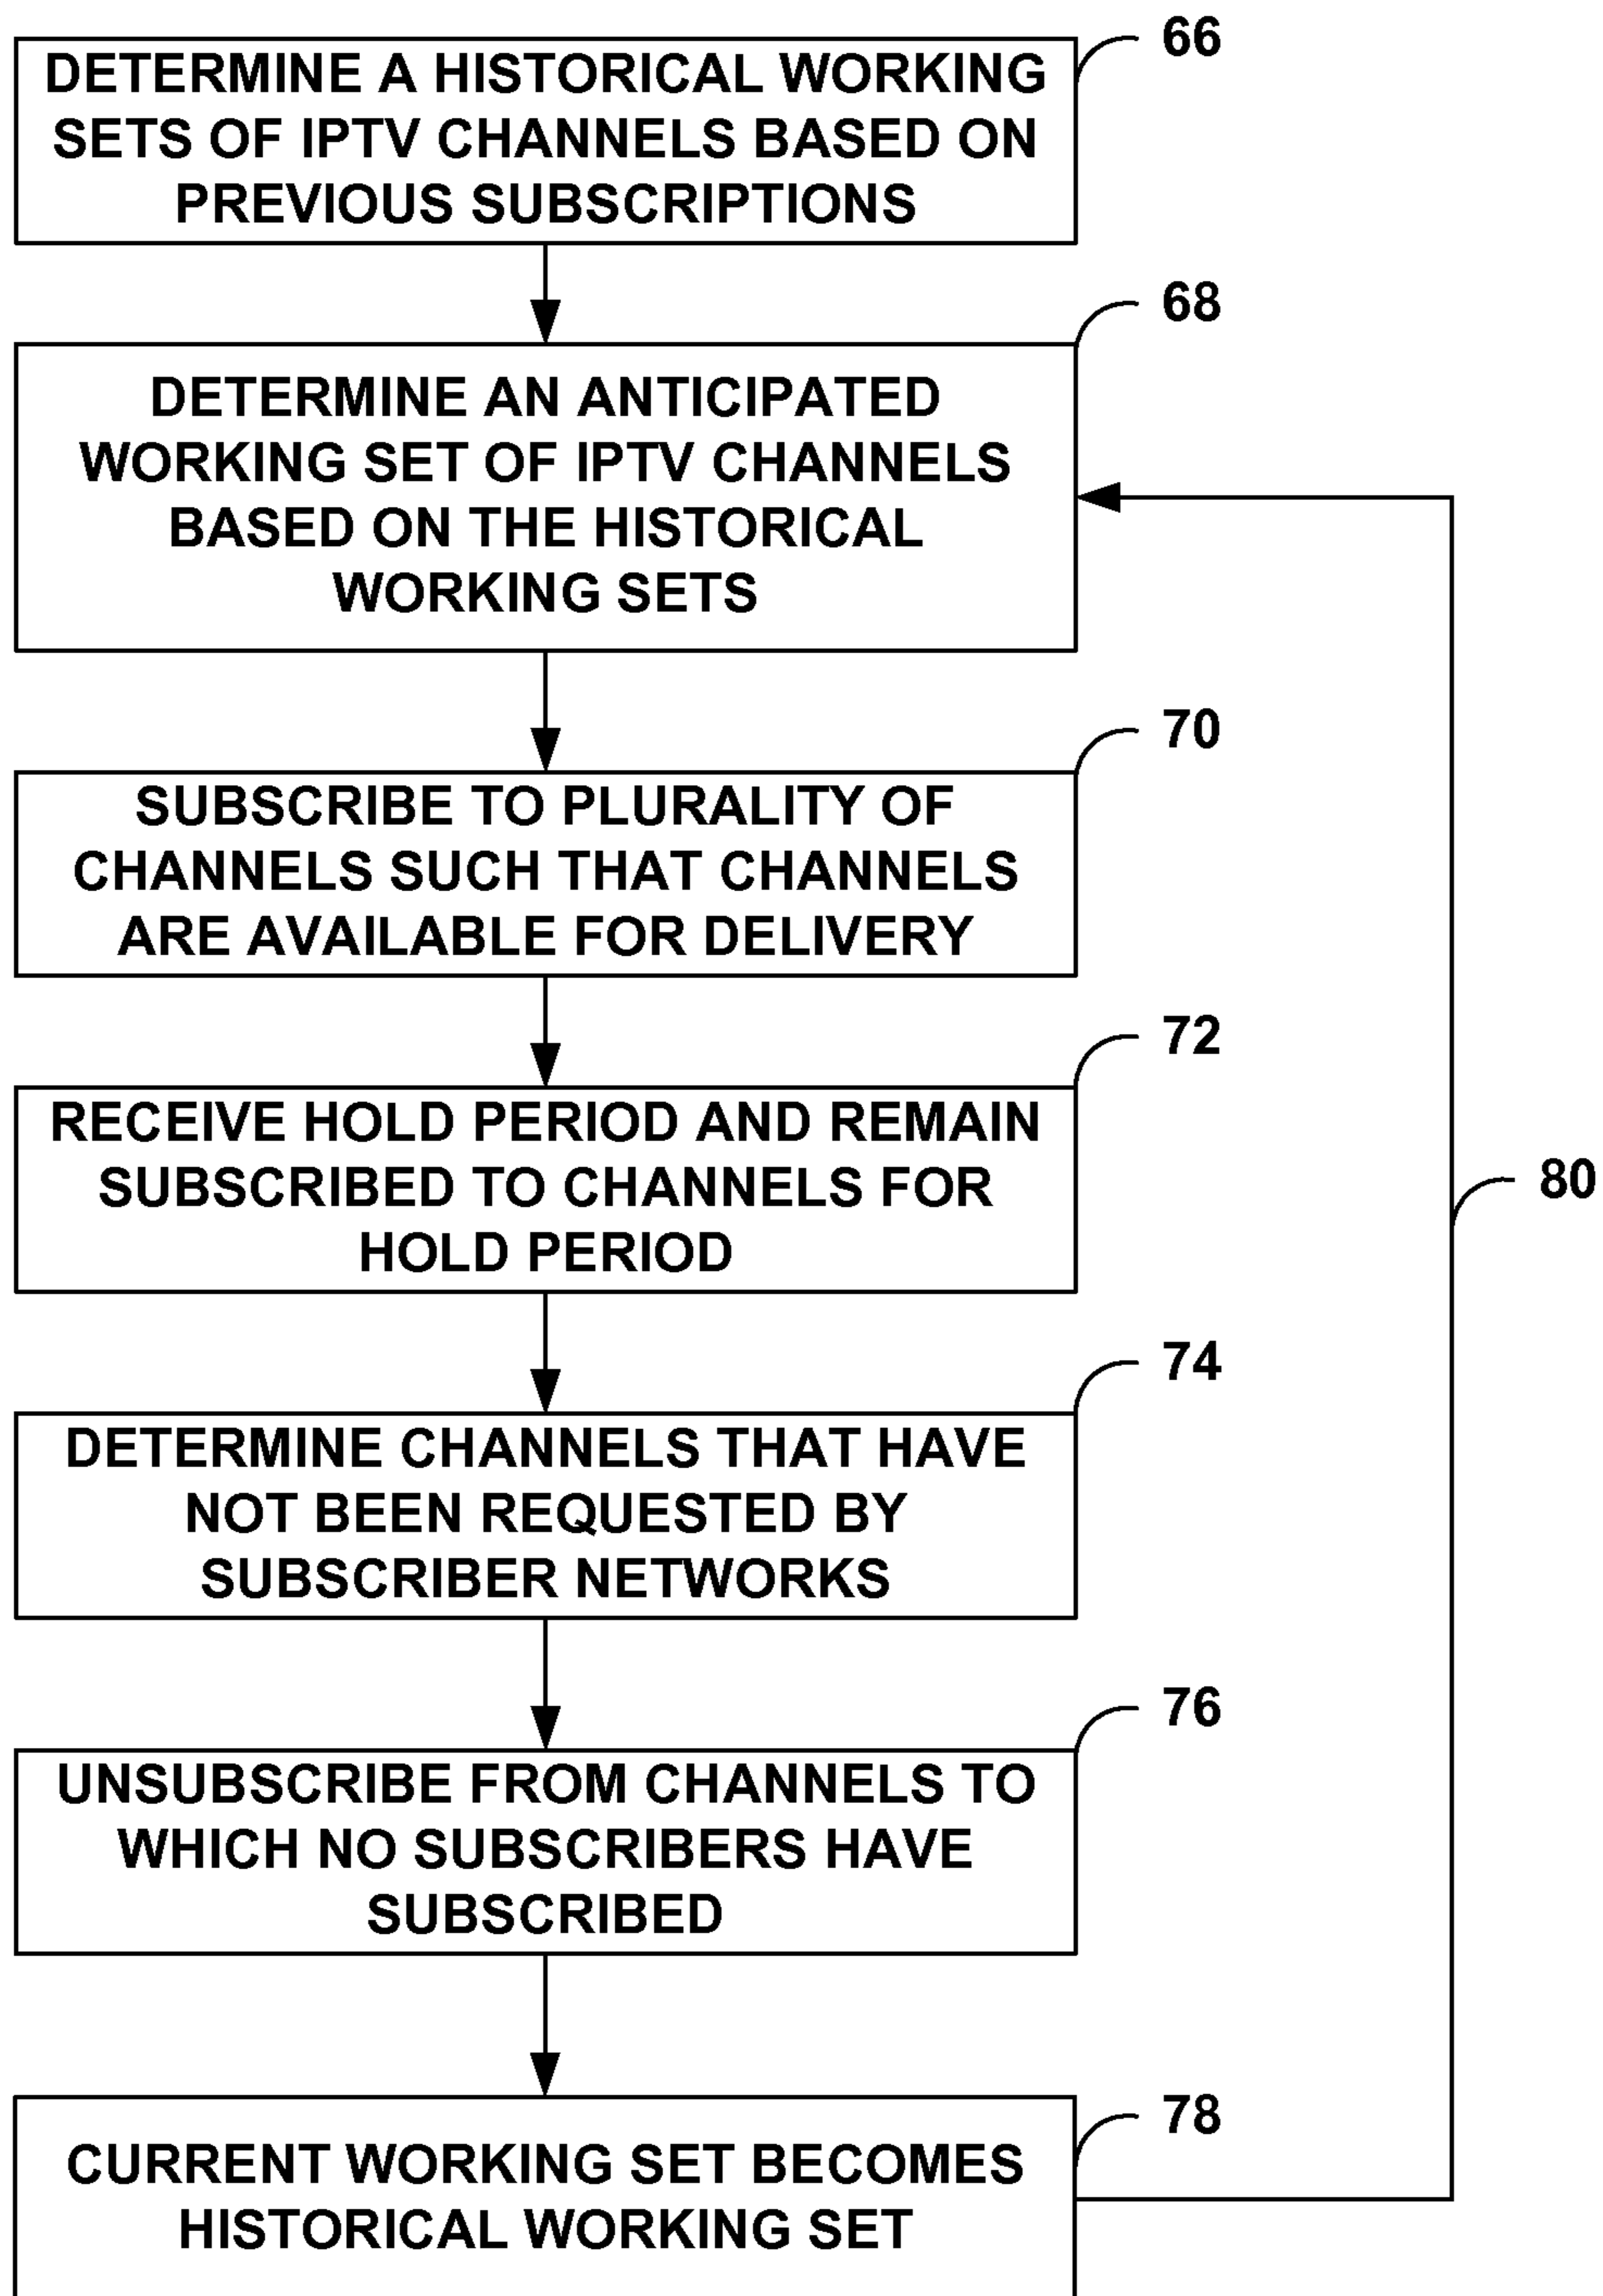 66
DETERMINE A HISTORICAL WORKING
SETS OF IPTV CHANNELS BASED ON
PREVIOUS SUBSCRIPTIONS
68
DETERMINE AN ANTICIPATED
WORKING SET OF IPTV CHANNELS
BASED ON THE HISTORICAL
WORKING SETS
70
SUBSCRIBE TO PLURALITY OF
CHANNELS SUCH THAT CHANNELS
ARE AVAILABLE FOR DELIVERY
72
RECEIVE HOLD PERIOD AND REMAIN
SUBSCRIBED TO CHANNELS FOR
HOLD PERIOD
80
74
DETERMINE CHANNELS THAT HAVE
NOT BEEN REQUESTED BY
SUBSCRIBER NETWORKS
76
UNSUBSCRIBE FROM CHANNELS TO
WHICH NO SUBSCRIBERS HAVE
SUBSCRIBED
78
CURRENT WORKING SET BECOMES
HISTORICAL WORKING SET